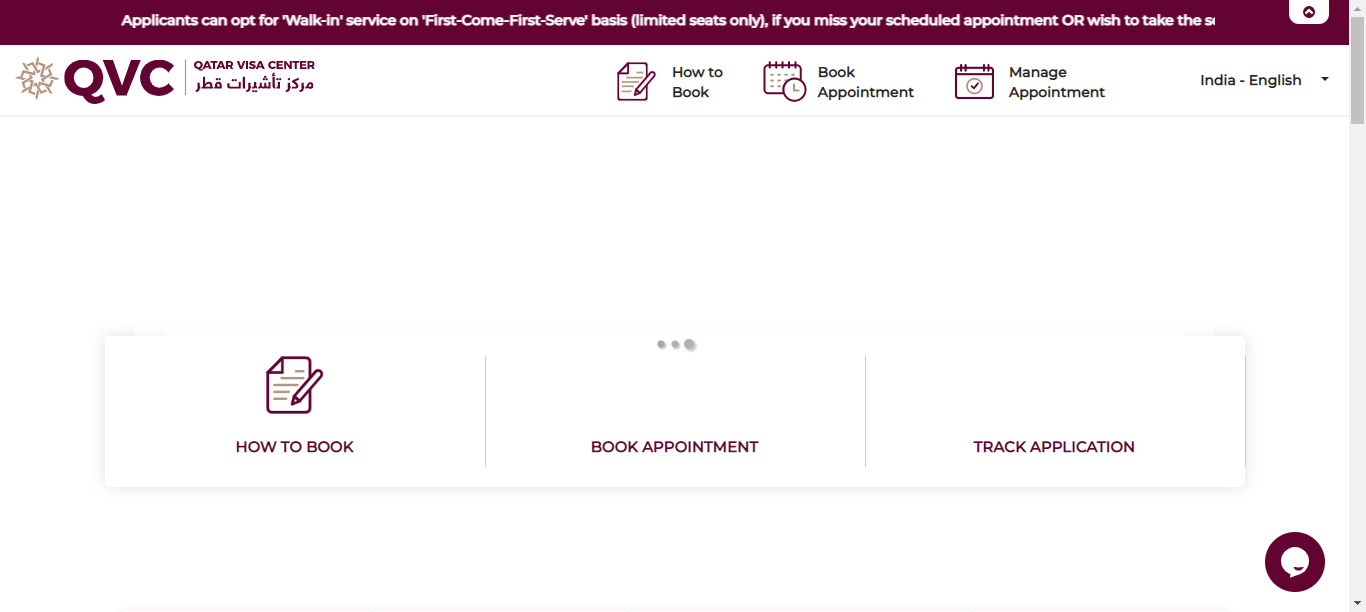 Applicants can opt for 'Walk-in' service on 'First-Come-First-Serve' basis (limited seats only), if you miss your scheduled appointment OR wish to take the
QVC
QATAR VISA CENTER
مركز تأشيرات قطر
How to
Book
Book
Appointment
Manage
Appointment
India - English
HOW TO BOOK
BOOK APPOINTMENT
TRACK APPLICATION